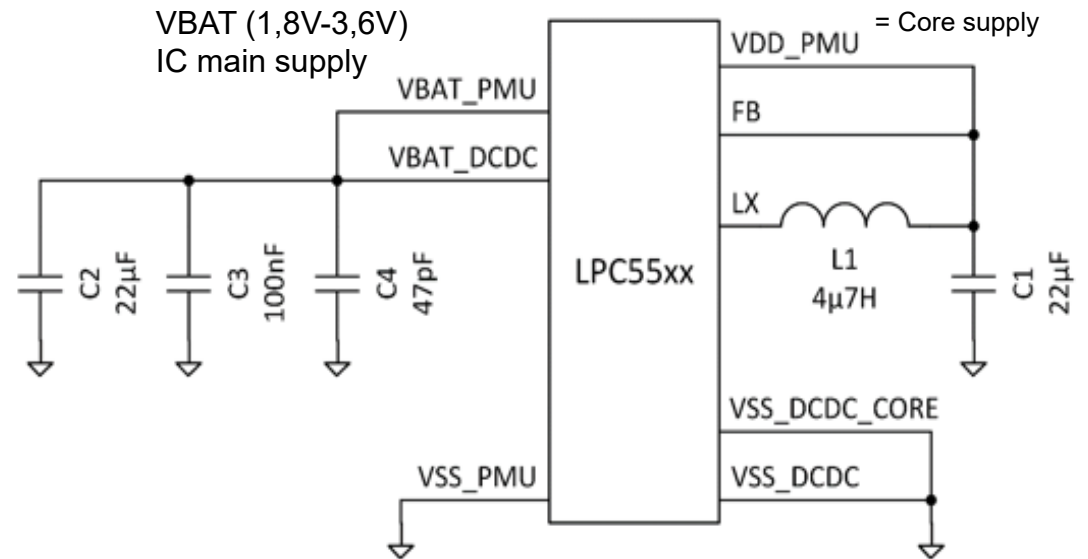 VBAT (1,8V-3,6V)
IC main supply
= Core supply
VDD_PMU
VBAT_PMU
FB
VBAT_DCDC
LX
C2
22µF
C3
100nF
C4
47pF
LPC55xx
L1
4µ7H
C1
22µF
VSS_DCDC_CORE
VSS_PMU
VSS_DCDC